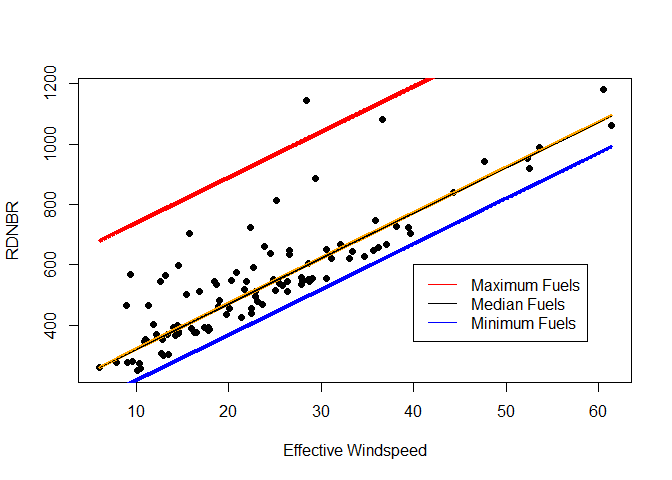 1200
1000
800
600
400
RDNBR
Maximum Fuels
Median Fuels
Minimum Fuels
10 20 30 40 50 60
Effective Windspeed